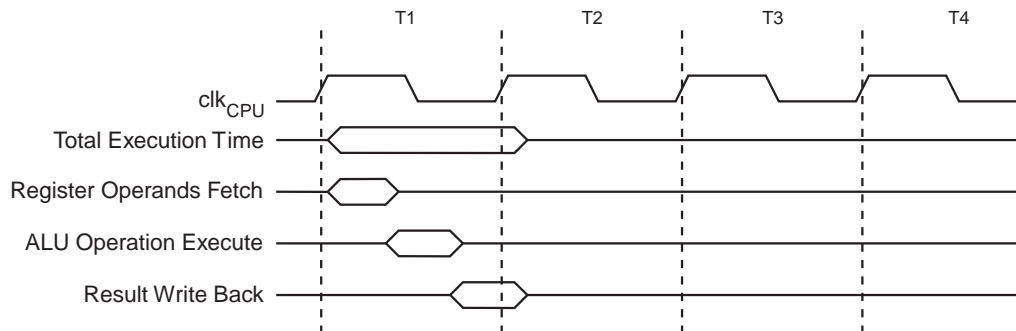 T1 T2 T3 T4
clkCPU
Total Execution Time
Register Operands Fetch
ALU Operation Execute
Result Write Back